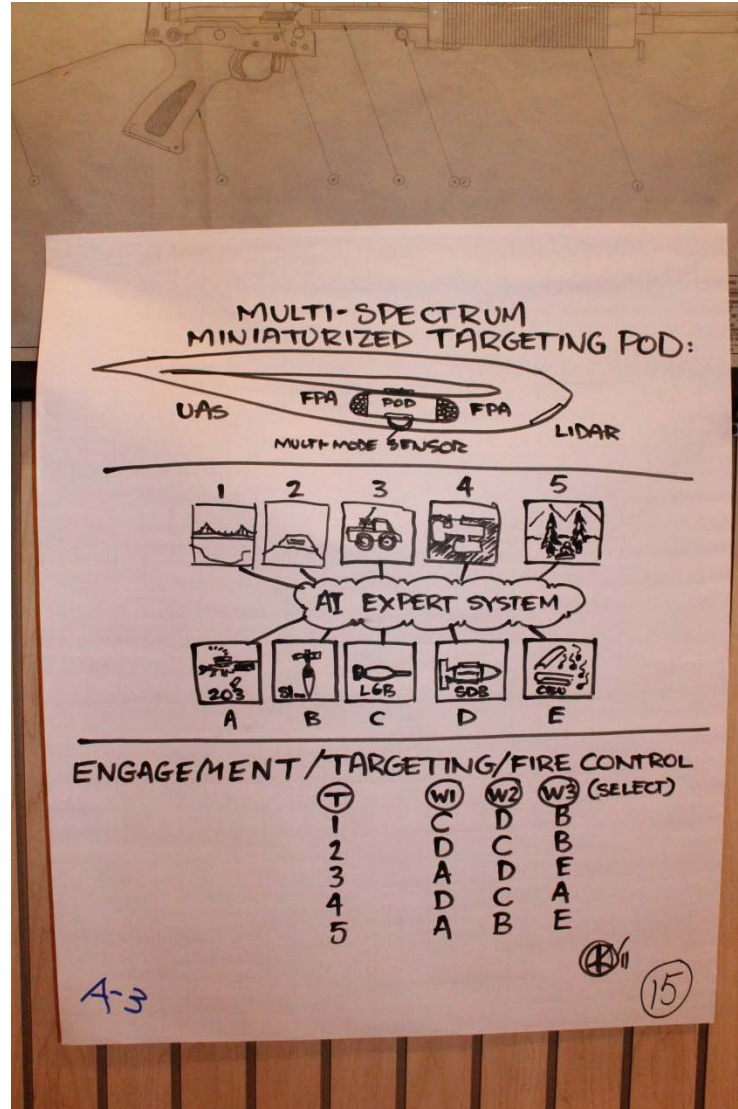 MULTI-SPECTRUM
MINIATURIZED TARGETING POD:
UAS
FPA
POD
FPA
LIDAR
MULTI-MODE SENSOR
1 2 3 4 5
AI EXPERT SYSTEM
203
LGB
SDB
CBU
A B C D E
ENGAGEMENT/TARGETING/FIRE CONTROL
T W1 W2 W3 (SELECT)
1 C D B
2 D C B
3 A D E
4 D C A
5 A B E
A-3
15